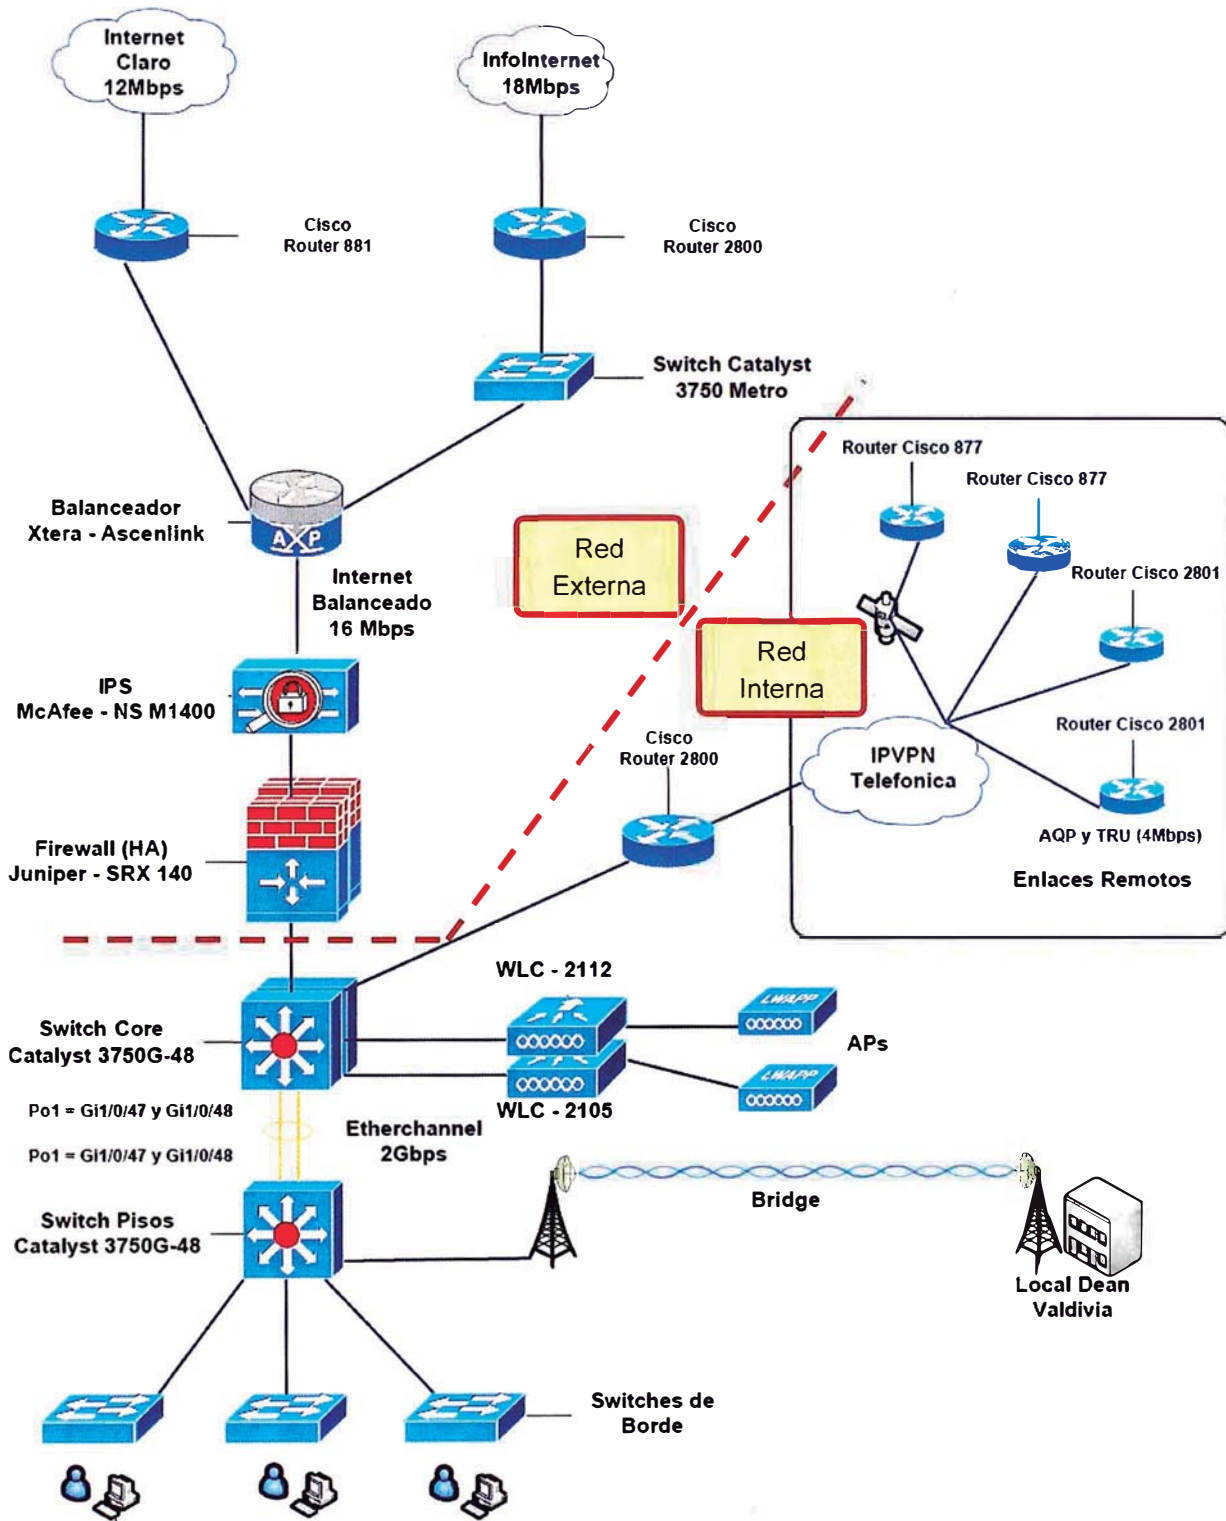 Internet
Claro
12Mbps
InfoInternet
18Mbps
Cisco
Router 881
Cisco
Router 2800
Switch Catalyst
3750 Metro
Balanceador
Xtera - Ascenlink
A X P
Internet
Balanceado
16 Mbps
Red
Externa
Red
Interna
Router Cisco 877
Router Cisco 877
Router Cisco 2801
Router Cisco 2801
IPVPN
Telefonica
AQP y TRU (4Mbps)
Enlaces Remotos
IPS
McAfee - NS M1400
Cisco
Router 2800
Firewall (HA)
Juniper - SRX 140
WLC - 2112
LWAPP
Switch Core
Catalyst 3750G-48
APs
LWAPP
WLC - 2105
Po1 = Gi1/0/47 y Gi1/0/48
Etherchannel
2Gbps
Po1 = Gi1/0/47 y Gi1/0/48
Bridge
Switch Pisos
Catalyst 3750G-48
Local Dean
Valdivia
Switches de
Borde